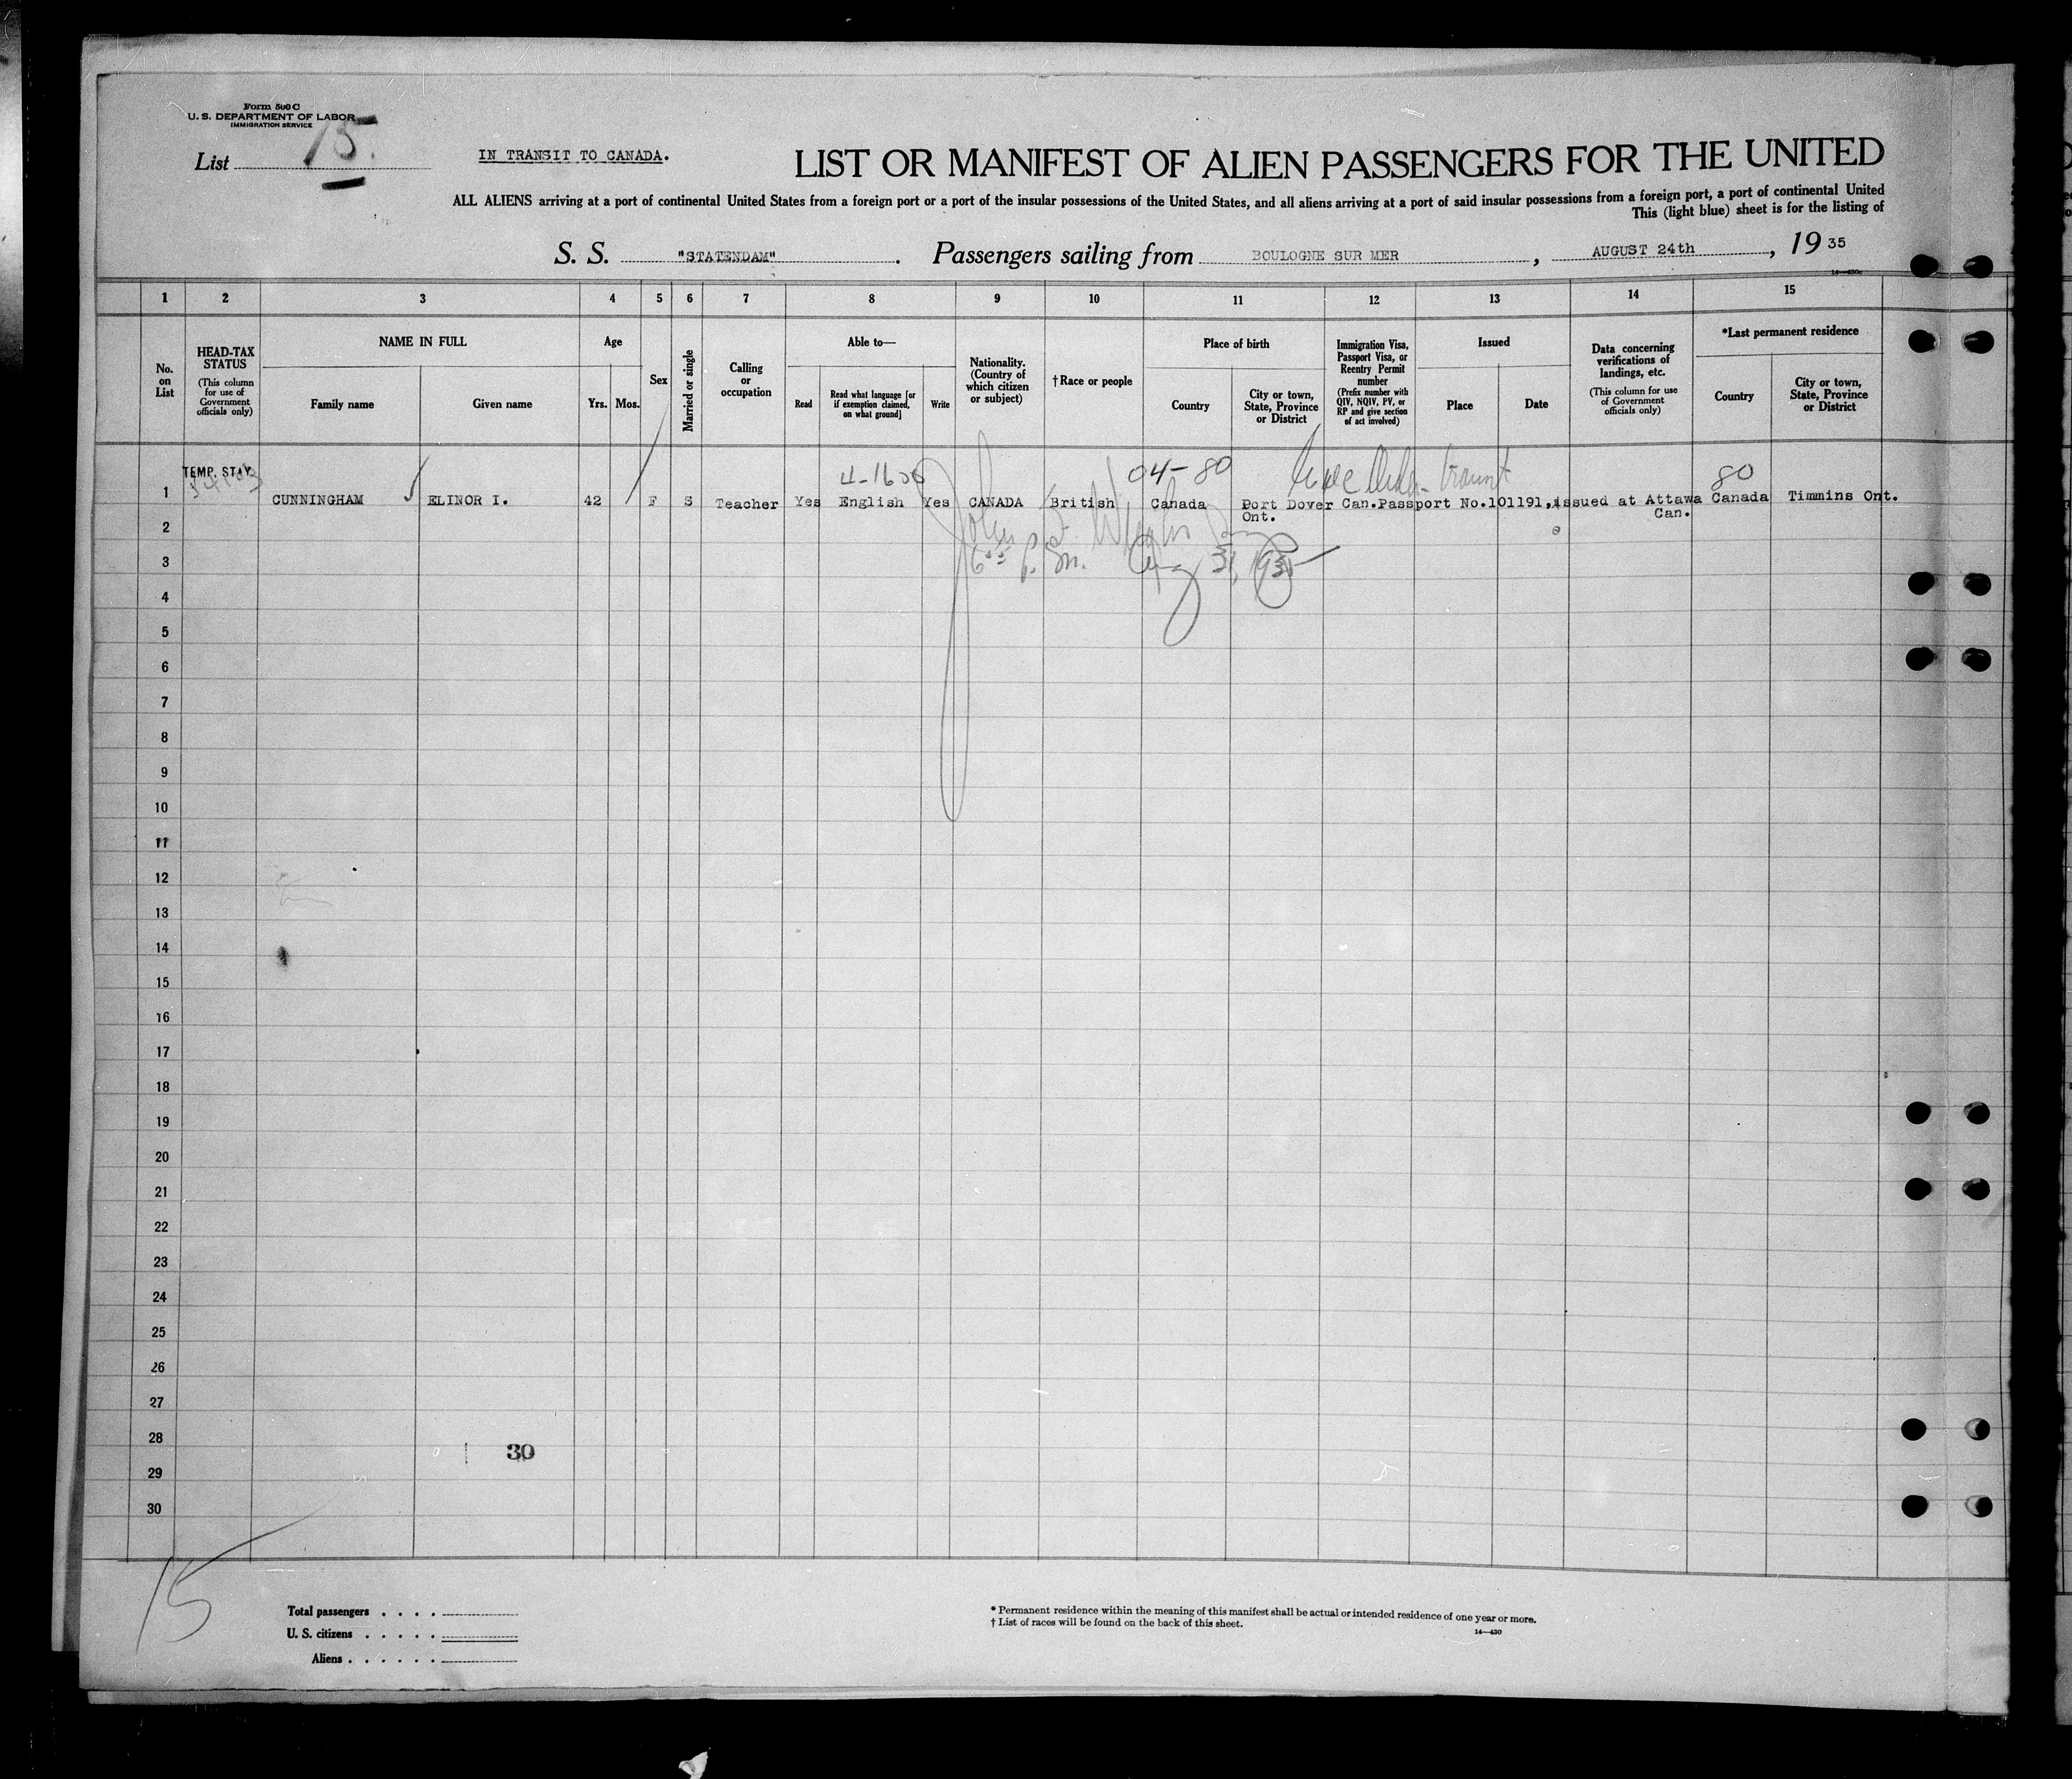 Form 500 C
U. S. DEPARTMENT OF LABOR
IMMIGRATION SERVICE
List 15.
IN TRANSIT TO CANADA.
LIST OR MANIFEST OF ALIEN PASSENGERS FOR THE UNITED
ALL ALIENS arriving at a port of continental United States from a foreign port or a port of the insular possessions of the United States, and all aliens arriving at a port of said insular possessions from a foreign port, a port of continental United
This (light blue) sheet is for the listing of
S. S. "STATENDAM". Passengers sailing from BOULOGNE SUR MER, AUGUST 24th, 19 35
14-430c
1 2 3 4 5 6 7 8 9 10 11 12 13 14 15
No. on List
HEAD-TAX STATUS (This column for use of Government officials only)
NAME IN FULL
Family name
Given name
Age
Yrs. Mos.
Sex
Married or single
Calling or occupation
Able to—
Read
Read what language [or if exemption claimed, on what ground]
Write
Nationality. (Country of which citizen or subject)
†Race or people
Place of birth
Country
City or town, State, Province or District
Immigration Visa, Passport Visa, or Reentry Permit number (Prefix number with QIV, NQIV, PV, or RP and give section of act involved)
Issued
Place
Date
Data concerning verifications of landings, etc. (This column for use of Government officials only)
*Last permanent residence
Country
City or town, State, Province or District
TEMP. STAY 4-1600 04-80 80
1 CUNNINGHAM ELINOR I. 42 F S Teacher Yes English Yes CANADA British Canada Port Dover Can.Passport No.101191,issued at Attawa Canada Timmins Ont.
Ont. Can.
2
John
3
P. M. Aug 31, 1935
4
5
6
7
8
9
10
11
12
13
14
15
16
17
18
19
20
21
22
23
24
25
26
27
28
30
29
30
15
Total passengers . . . .
U. S. citizens . . . . .
Aliens . . . . . .
* Permanent residence within the meaning of this manifest shall be actual or intended residence of one year or more.
† List of races will be found on the back of this sheet.
14-430